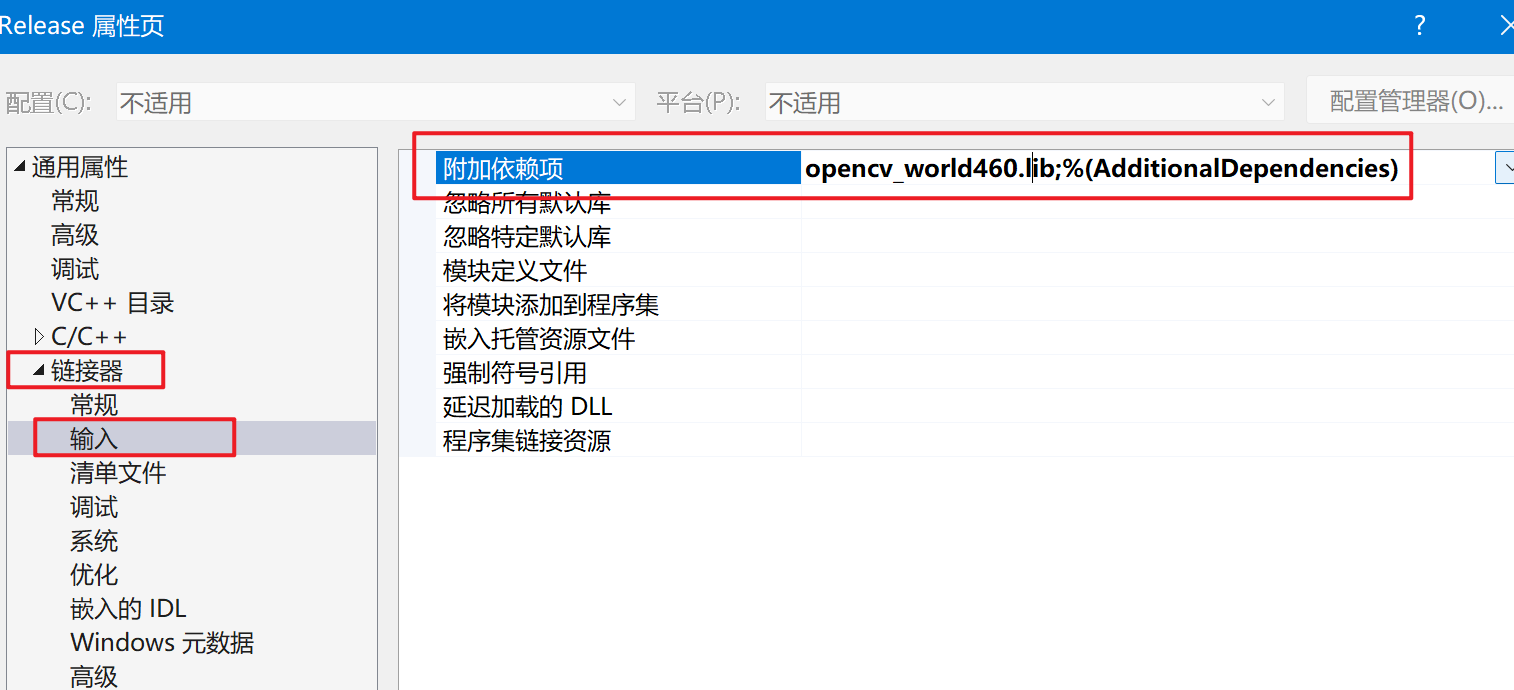 Release 属性页
配置(C): 不适用 平台(P): 不适用 配置管理器(O)...
通用属性
常规
高级
调试
VC++ 目录
C/C++
链接器
常规
输入
清单文件
调试
系统
优化
嵌入的 IDL
Windows 元数据
高级
附加依赖项 opencv_world460.lib;%(AdditionalDependencies)
忽略所有默认库
忽略特定默认库
模块定义文件
将模块添加到程序集
嵌入托管资源文件
强制符号引用
延迟加载的 DLL
程序集链接资源